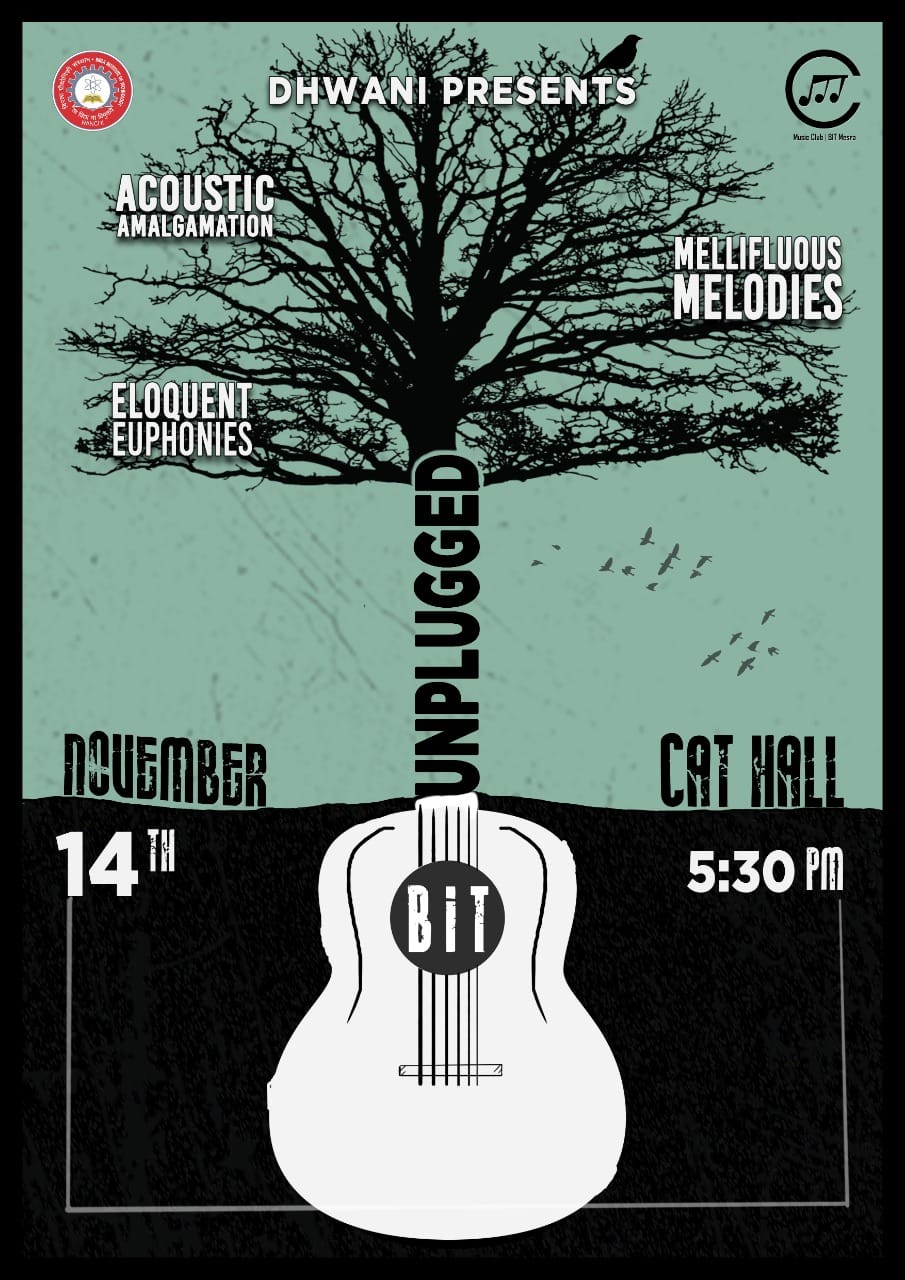 DHWANI PRESENTS
Music Club | BIT Mesra
RANCHI
ACOUSTIC
AMALGAMATION
MELLIFLUOUS
MELODIES
ELOQUENT
EUPHONIES
UNPLUGGED
NOVEMBER
CAT HALL
14TH
5:30 PM
BiT